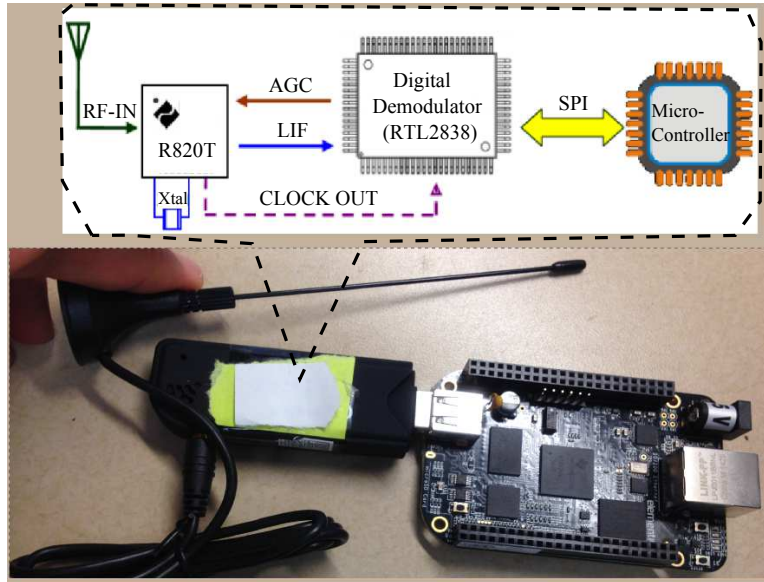 AGC
Digital
Demodulator
(RTL2838)
SPI
Micro-
Controller
RF-IN
R820T
LIF
Xtal
CLOCK OUT